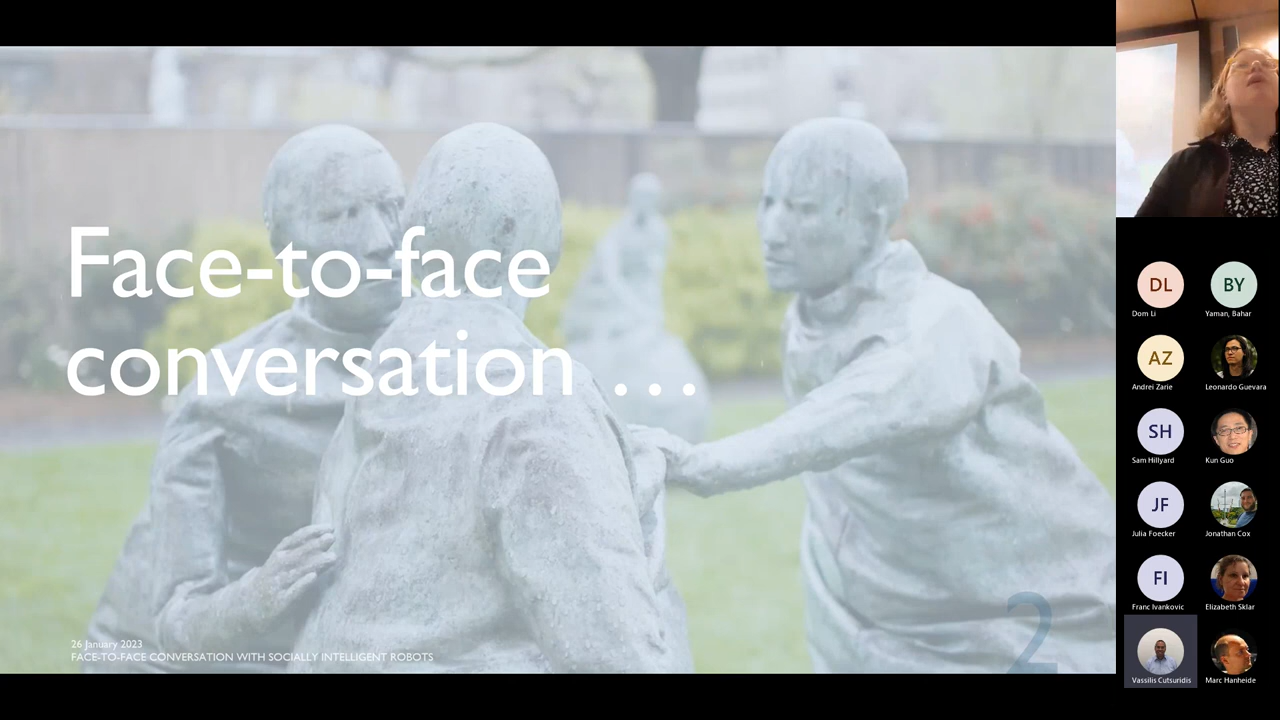 Face-to-face
conversation ...
26 January 2023
FACE-TO-FACE CONVERSATION WITH SOCIALLY INTELLIGENT ROBOTS
2
DL
BY
Dom Li
Yaman, Bahar
AZ
Andrei Zarie
Leonardo Guevara
SH
Sam Hillyard
Kun Guo
JF
Julia Foecker
Jonathan Cox
FI
Franc Ivankovic
Elizabeth Sklar
Vassilis Cutsuridis
Marc Hanheide